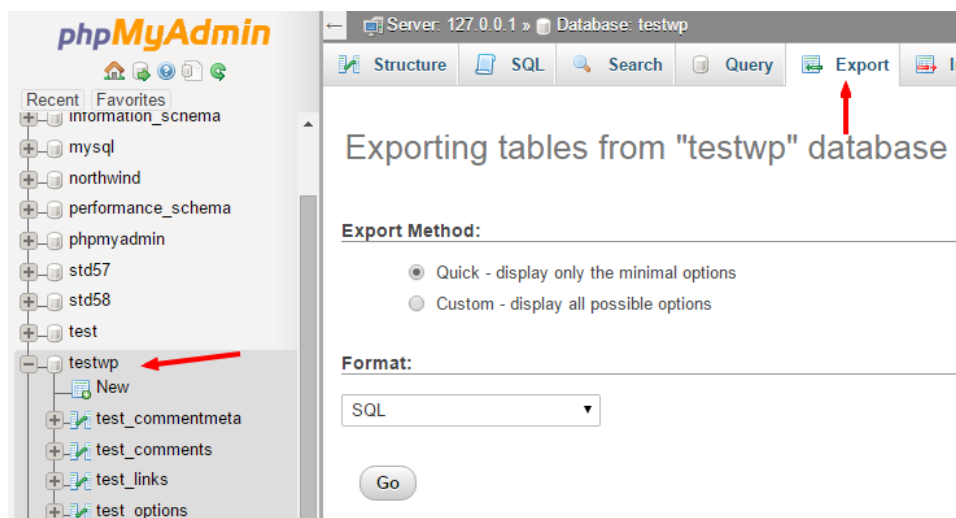 phpMyAdmin
Recent Favorites
information_schema
mysql
northwind
performance_schema
phpmyadmin
std57
std58
test
testwp
New
test_commentmeta
test_comments
test_links
test_options
Server: 127.0.0.1 » Database: testwp
Structure SQL Search Query Export
Exporting tables from "testwp" database
Export Method:
Quick - display only the minimal options
Custom - display all possible options
Format:
SQL
Go